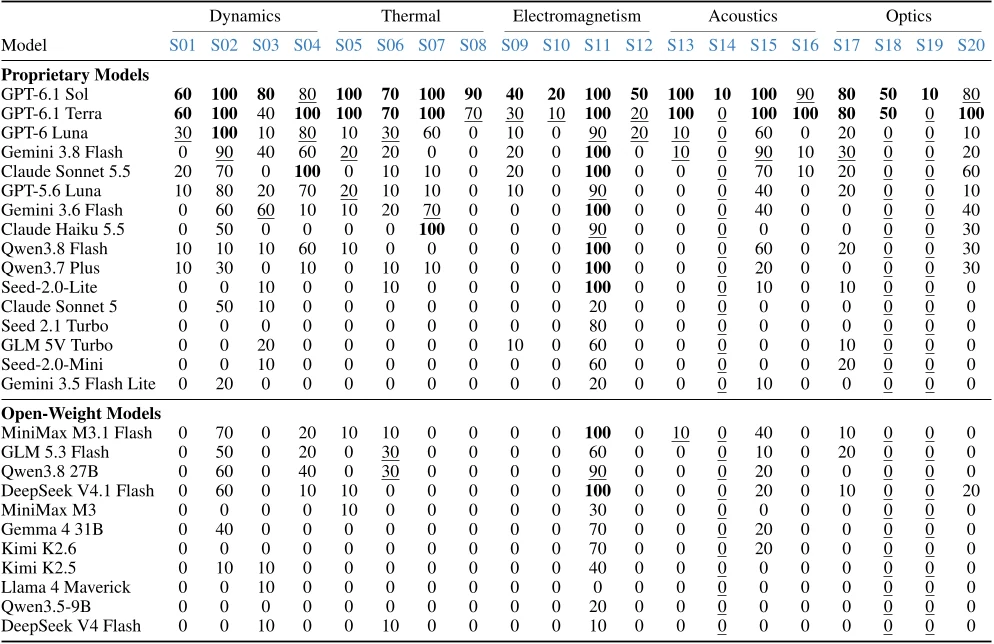 Dynamics Thermal Electromagnetism Acoustics Optics
Model S01 S02 S03 S04 S05 S06 S07 S08 S09 S10 S11 S12 S13 S14 S15 S16 S17 S18 S19 S20
Proprietary Models
GPT-6.1 Sol 60 100 80 80 100 70 100 90 40 20 100 50 100 10 100 90 80 50 10 80
GPT-6.1 Terra 60 100 40 100 100 70 100 70 30 10 100 20 100 0 100 100 80 50 0 100
GPT-6 Luna 30 100 10 80 10 30 60 0 10 0 90 20 10 0 60 0 20 0 0 10
Gemini 3.8 Flash 0 90 40 60 20 20 0 0 20 0 100 0 10 0 90 10 30 0 0 20
Claude Sonnet 5.5 20 70 0 100 0 10 10 0 20 0 100 0 0 0 70 10 20 0 0 60
GPT-5.6 Luna 10 80 20 70 20 10 10 0 10 0 90 0 0 0 40 0 20 0 0 10
Gemini 3.6 Flash 0 60 60 10 10 20 70 0 0 0 100 0 0 0 40 0 0 0 0 40
Claude Haiku 5.5 0 50 0 0 0 0 100 0 0 0 90 0 0 0 0 0 0 0 0 30
Qwen3.8 Flash 10 10 10 60 10 0 0 0 0 0 100 0 0 0 60 0 20 0 0 30
Qwen3.7 Plus 10 30 0 10 0 10 10 0 0 0 100 0 0 0 20 0 0 0 0 30
Seed-2.0-Lite 0 0 10 0 0 10 0 0 0 0 100 0 0 0 10 0 10 0 0 0
Claude Sonnet 5 0 50 10 0 0 0 0 0 0 0 20 0 0 0 0 0 0 0 0 0
Seed 2.1 Turbo 0 0 0 0 0 0 0 0 0 0 80 0 0 0 0 0 0 0 0 0
GLM 5V Turbo 0 0 20 0 0 0 0 0 10 0 60 0 0 0 0 0 10 0 0 0
Seed-2.0-Mini 0 0 10 0 0 0 0 0 0 0 60 0 0 0 0 0 20 0 0 0
Gemini 3.5 Flash Lite 0 20 0 0 0 0 0 0 0 0 20 0 0 0 10 0 0 0 0 0
Open-Weight Models
MiniMax M3.1 Flash 0 70 0 20 10 10 0 0 0 0 100 0 10 0 40 0 10 0 0 0
GLM 5.3 Flash 0 50 0 20 0 30 0 0 0 0 60 0 0 0 10 0 20 0 0 0
Qwen3.8 27B 0 60 0 40 0 30 0 0 0 0 90 0 0 0 20 0 0 0 0 0
DeepSeek V4.1 Flash 0 60 0 10 10 0 0 0 0 0 100 0 0 0 20 0 10 0 0 20
MiniMax M3 0 0 0 0 10 0 0 0 0 0 30 0 0 0 0 0 0 0 0 0
Gemma 4 31B 0 40 0 0 0 0 0 0 0 0 70 0 0 0 20 0 0 0 0 0
Kimi K2.6 0 0 0 0 0 0 0 0 0 0 70 0 0 0 20 0 0 0 0 0
Kimi K2.5 0 10 10 0 0 0 0 0 0 0 40 0 0 0 0 0 0 0 0 0
Llama 4 Maverick 0 0 10 0 0 0 0 0 0 0 0 0 0 0 0 0 0 0 0 0
Qwen3.5-9B 0 0 0 0 0 0 0 0 0 0 20 0 0 0 0 0 0 0 0 0
DeepSeek V4 Flash 0 0 10 0 0 10 0 0 0 0 10 0 0 0 0 0 0 0 0 0